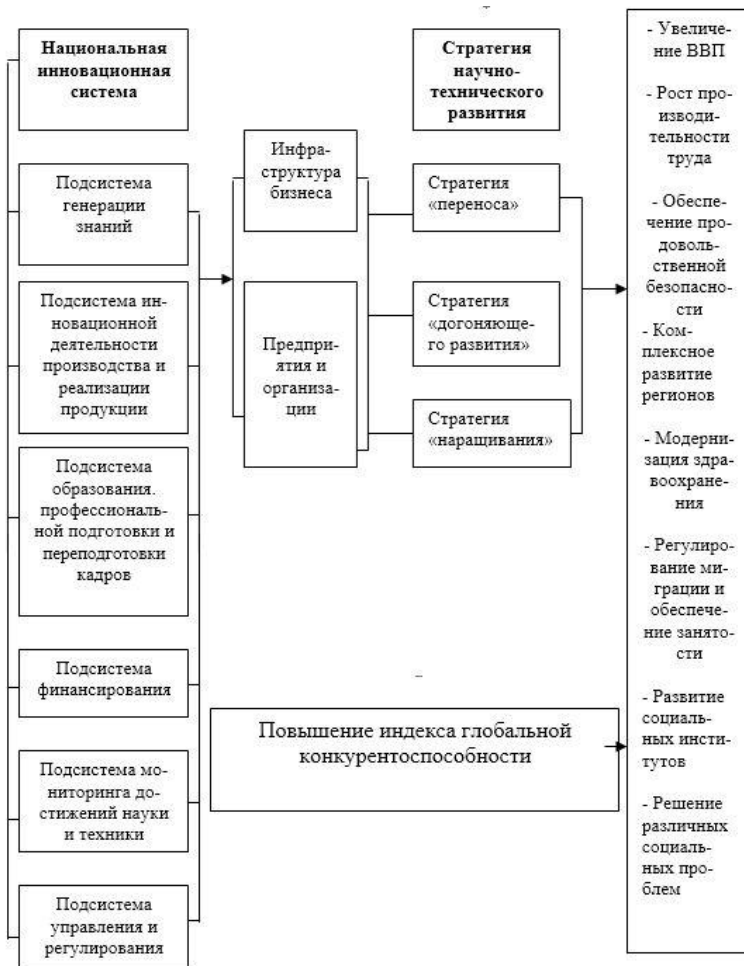 Национальная
инновационная
система
Подсистема
генерации
знаний
Подсистема ин-
новационной
деятельности
производства и
реализации
продукции
Подсистема
образования.
профессиональ-
ной подготовки и
переподготовки
кадров
Подсистема
финансирования
Подсистема мо-
ниторинга до-
стижений науки
и техники
Подсистема
управления и
регулирования
Инфра-
структура
бизнеса
Предпри-
ятия и
организа-
ции
Стратегия
научно-
технического
развития
Стратегия
«переноса»
Стратегия
«догоняюще-
го развития»
Стратегия
«наращивания»
Повышение индекса глобальной
конкурентоспособности
- Увеличе-
ние ВВП
- Рост про-
изводи-
тельности
труда
- Обеспе-
чение про-
доволь-
ственной
безопасно-
сти
- Ком-
плексное
развитие
регионов
- Модерни-
зация здра-
воохране-
ния
- Регулиро-
вание ми-
грации и
обеспече-
ние занято-
сти
- Развитие
социаль-
ных инсти-
тутов
- Решение
различных
социаль-
ных про-
блем